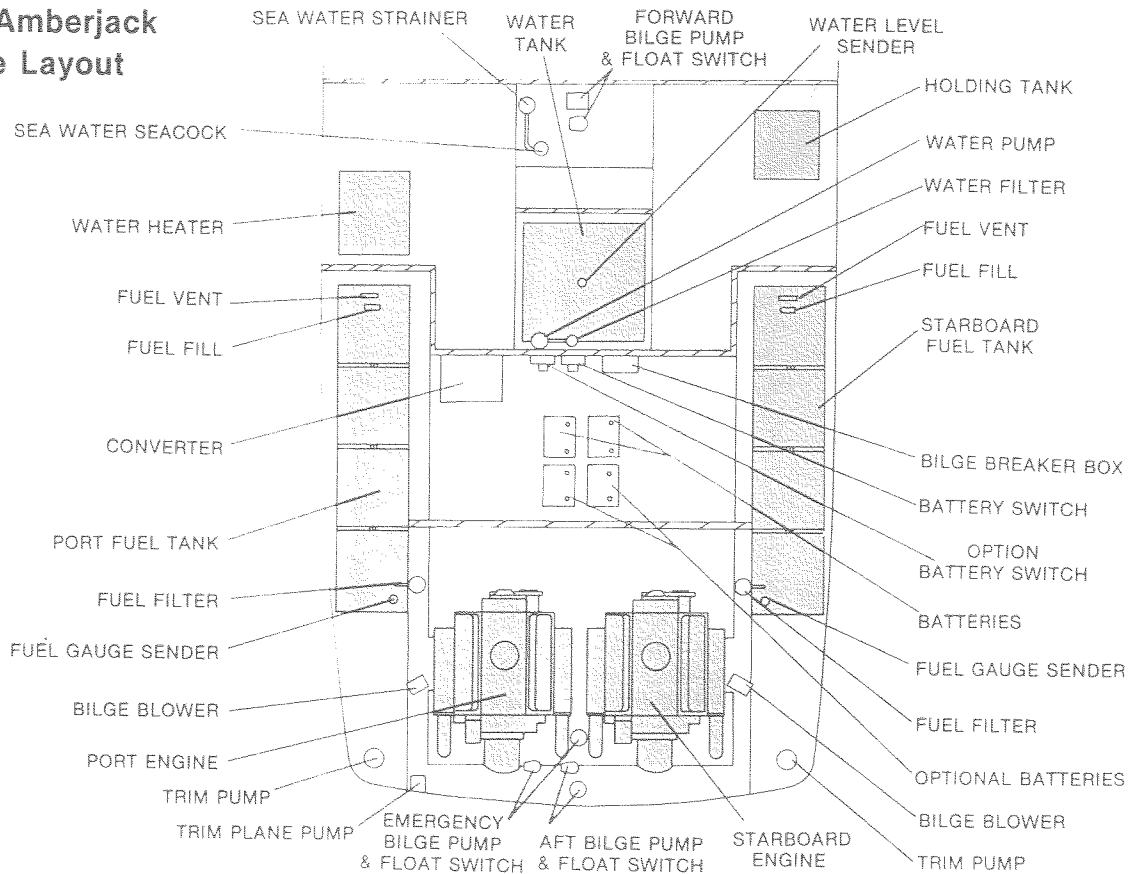 Amberjack
e Layout
SEA WATER STRAINER
WATER
TANK
FORWARD
BILGE PUMP
& FLOAT SWITCH
WATER LEVEL
SENDER
HOLDING TANK
SEA WATER SEACOCK
WATER PUMP
WATER FILTER
WATER HEATER
FUEL VENT
FUEL FILL
FUEL VENT
FUEL FILL
STARBOARD
FUEL TANK
CONVERTER
BILGE BREAKER BOX
BATTERY SWITCH
PORT FUEL TANK
OPTION
BATTERY SWITCH
FUEL FILTER
BATTERIES
FUEL GAUGE SENDER
FUEL GAUGE SENDER
BILGE BLOWER
FUEL FILTER
PORT ENGINE
OPTIONAL BATTERIES
TRIM PUMP
TRIM PLANE PUMP
EMERGENCY
BILGE PUMP
& FLOAT SWITCH
AFT BILGE PUMP
& FLOAT SWITCH
STARBOARD
ENGINE
BILGE BLOWER
TRIM PUMP